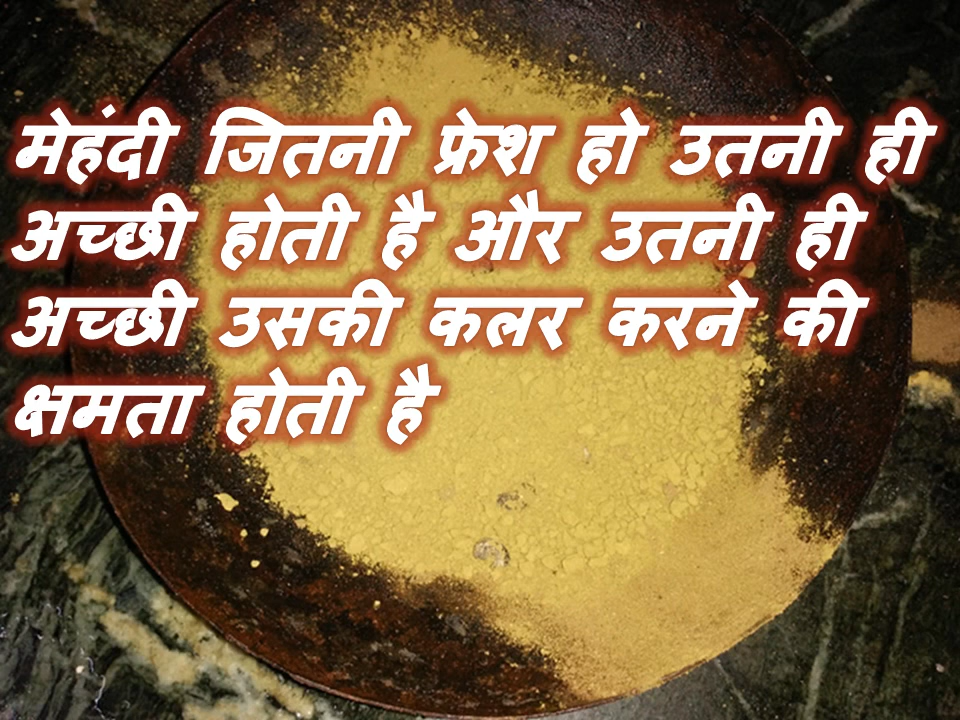 मेहंदी जितनी फ्रेश हो उतनी ही
अच्छी होती है और उतनी ही
अच्छी उसकी कलर करने की
क्षमता होती है